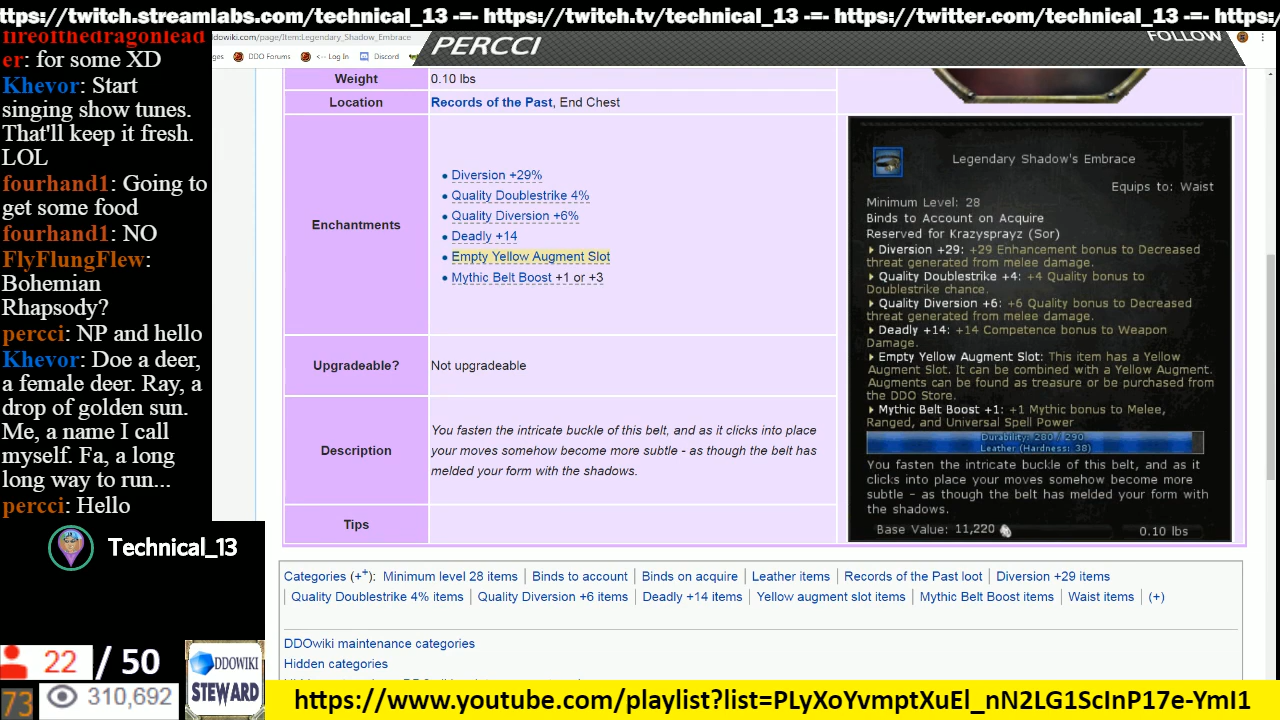 ttps://twitch.streamlabs.com/technical_13 -=- https://twitch.tv/technical_13 -=- https://twitter.com/technical_13 -=- https:/
fireofthedragonlead
er: for some XD
Khevor: Start
singing show tunes.
That'll keep it fresh.
LOL
fourhand1: Going to
get some food
fourhand1: NO
FlyFlungFlew:
Bohemian
Rhapsody?
percci: NP and hello
Khevor: Doe a deer,
a female deer. Ray, a
drop of golden sun.
Me, a name I call
myself. Fa, a long
long way to run...
percci: Hello
Technical_13
22 / 50
73
310,692
DDOWIKI
STEWARD
ddowiki.com/page/Item:Legendary_Shadow_Embrace
PERCCI
FOLLOW
ges
DDO Forums
<-- Log In
Discord
Weight
0.10 lbs
Location
Records of the Past, End Chest
Enchantments
• Diversion +29%
• Quality Doublestrike 4%
• Quality Diversion +6%
• Deadly +14
• Empty Yellow Augment Slot
• Mythic Belt Boost +1 or +3
Upgradeable?
Not upgradeable
Description
You fasten the intricate buckle of this belt, and as it clicks into place
your moves somehow become more subtle - as though the belt has
melded your form with the shadows.
Tips
Legendary Shadow's Embrace
Equips to: Waist
Minimum Level: 28
Binds to Account on Acquire
Reserved for Krazysprayz (Sor)
Diversion +29: +29 Enhancement bonus to Decreased
threat generated from melee damage.
Quality Doublestrike +4: +4 Quality bonus to
Doublestrike chance.
Quality Diversion +6: +6 Quality bonus to Decreased
threat generated from melee damage.
Deadly +14: +14 Competence bonus to Weapon
Damage.
Empty Yellow Augment Slot: This item has a Yellow
Augment Slot. It can be combined with a Yellow Augment.
Augments can be found as treasure or be purchased from
the DDO Store.
Mythic Belt Boost +1: +1 Mythic bonus to Melee,
Ranged, and Universal Spell Power
Durability: 280 / 290
Leather (Hardness: 38)
You fasten the intricate buckle of this belt, and as it
clicks into place your moves somehow become more
subtle - as though the belt has melded your form with
the shadows.
Base Value: 11,220
0.10 lbs
Categories (++): Minimum level 28 items | Binds to account | Binds on acquire | Leather items | Records of the Past loot | Diversion +29 items
| Quality Doublestrike 4% items | Quality Diversion +6 items | Deadly +14 items | Yellow augment slot items | Mythic Belt Boost items | Waist items | (+)
DDOwiki maintenance categories
Hidden categories
https://www.youtube.com/playlist?list=PLyXoYvmptXuEl_nN2LG1ScInP17e-YmI1